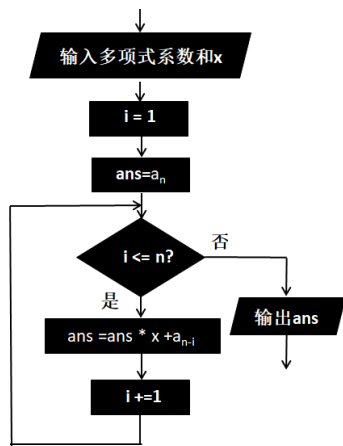 输入多项式系数和x
i = 1
ans=aₙ
i <= n?
否
是
ans =ans * x +aₙ₋ᵢ
输出ans
i +=1